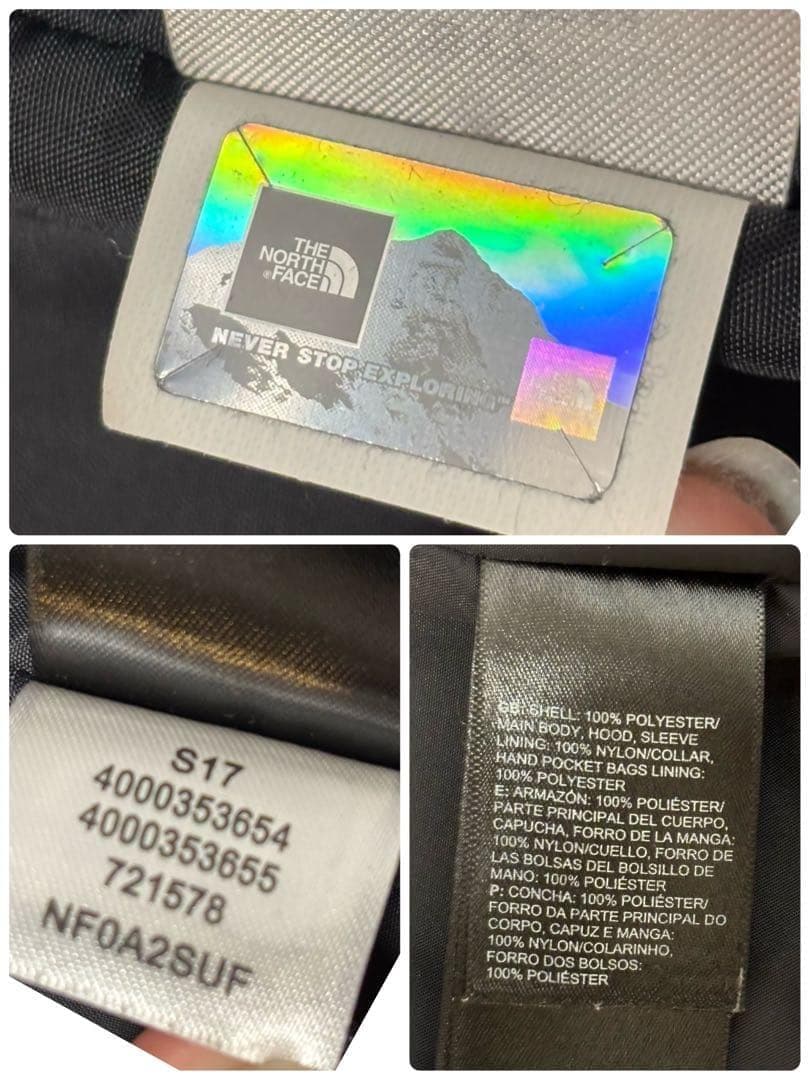 THE
NORTH
®FACE
NEVER STOP EXPLORING™
S17
4000353654
4000353655
721578
NF0A2SUF
GB: SHELL: 100% POLYESTER/
MAIN BODY, HOOD, SLEEVE
LINING: 100% NYLON/COLLAR,
HAND POCKET BAGS LINING:
100% POLYESTER
E: ARMAZÓN: 100% POLIÉSTER/
PARTE PRINCIPAL DEL CUERPO,
CAPUCHA, FORRO DE LA MANGA:
100% NYLON/CUELLO, FORRO DE
LAS BOLSAS DEL BOLSILLO DE
MANO: 100% POLIÉSTER
P: CONCHA: 100% POLIÉSTER/
FORRO DA PARTE PRINCIPAL DO
CORPO, CAPUZ E MANGA:
100% NYLON/COLARINHO,
FORRO DOS BOLSOS:
100% POLIÉSTER